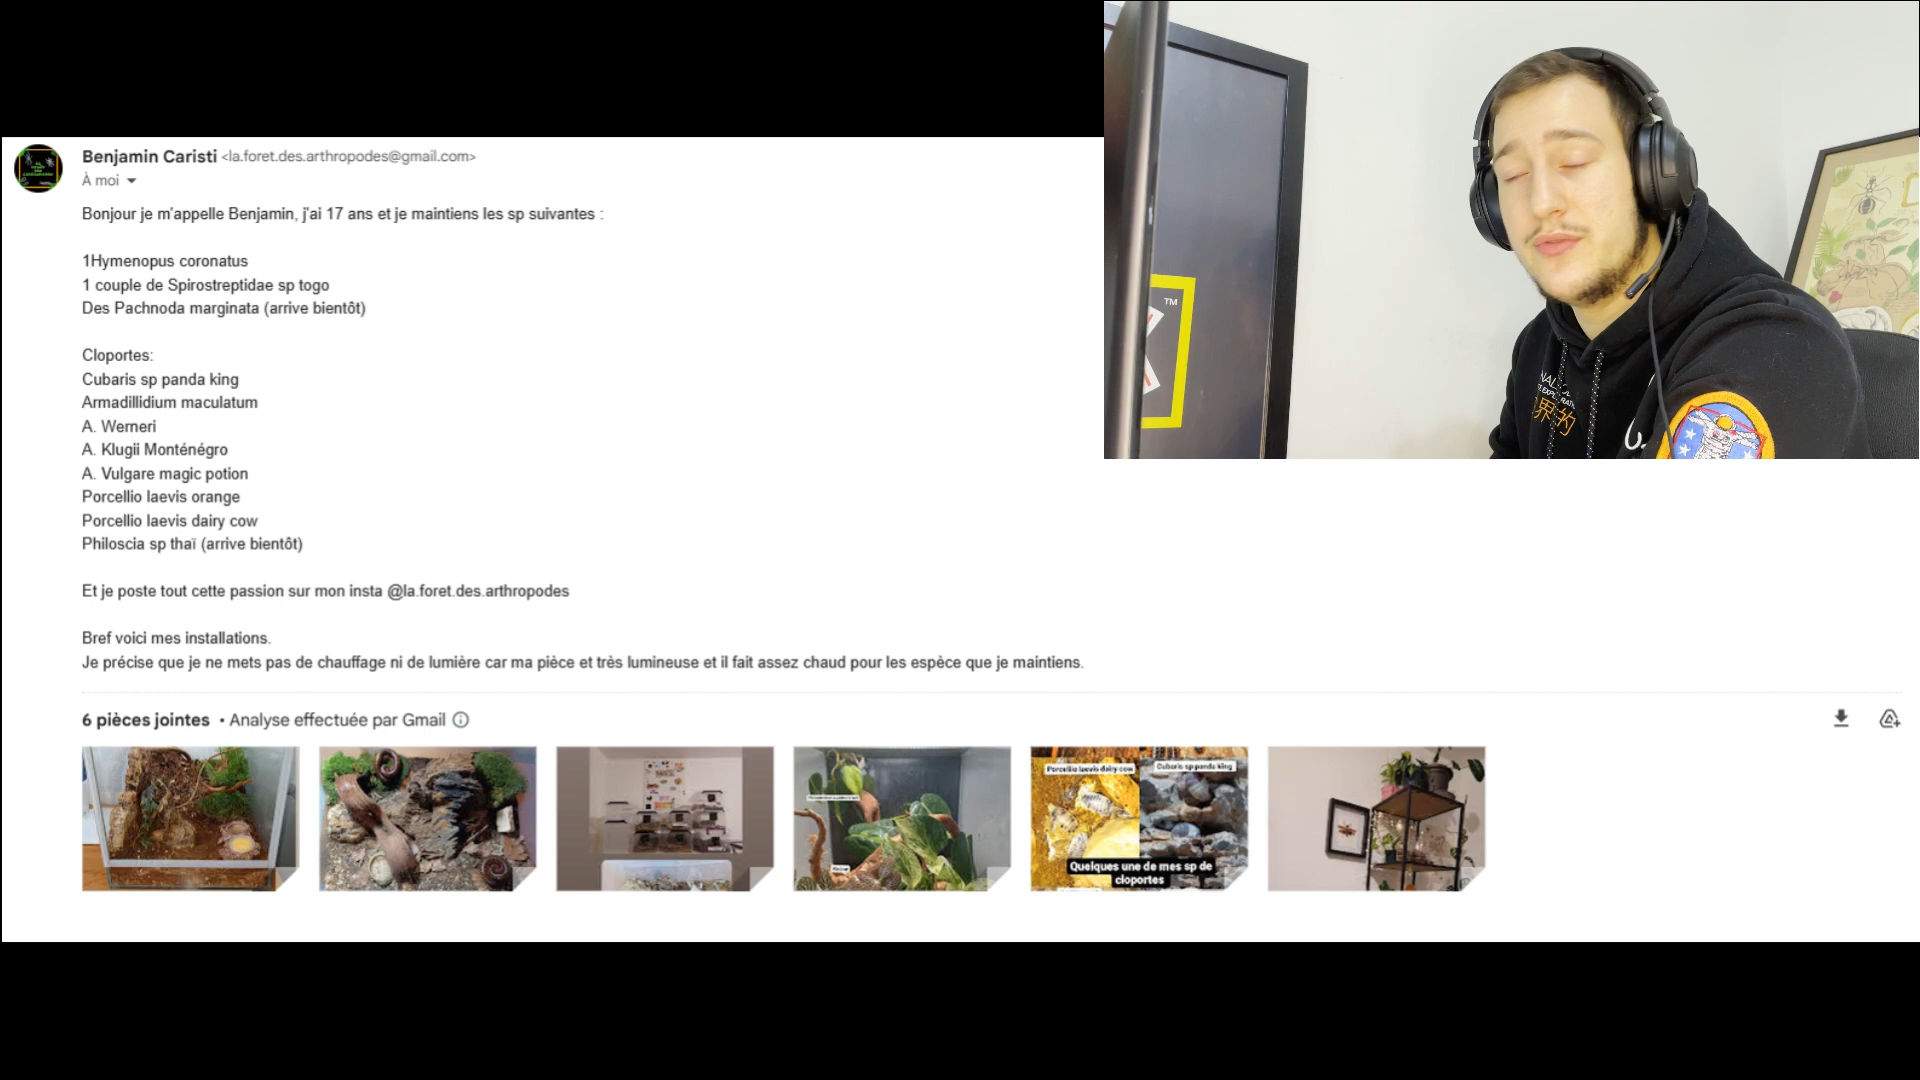 Benjamin Caristi <la.foret.des.arthropodes@gmail.com>
À moi
Bonjour je m'appelle Benjamin, j'ai 17 ans et je maintiens les sp suivantes :
1Hymenopus coronatus
1 couple de Spirostreptidae sp togo
Des Pachnoda marginata (arrive bientôt)
Cloportes:
Cubaris sp panda king
Armadillidium maculatum
A. Werneri
A. Klugii Monténégro
A. Vulgare magic potion
Porcellio laevis orange
Porcellio laevis dairy cow
Philoscia sp thaï (arrive bientôt)
Et je poste tout cette passion sur mon insta @la.foret.des.arthropodes
Bref voici mes installations.
Je précise que je ne mets pas de chauffage ni de lumière car ma pièce et très lumineuse et il fait assez chaud pour les espèce que je maintiens.
6 pièces jointes • Analyse effectuée par Gmail
Porcellio laevis dairy cow
Cubaris sp panda king
Quelques une de mes sp de
cloportes
TM
界的